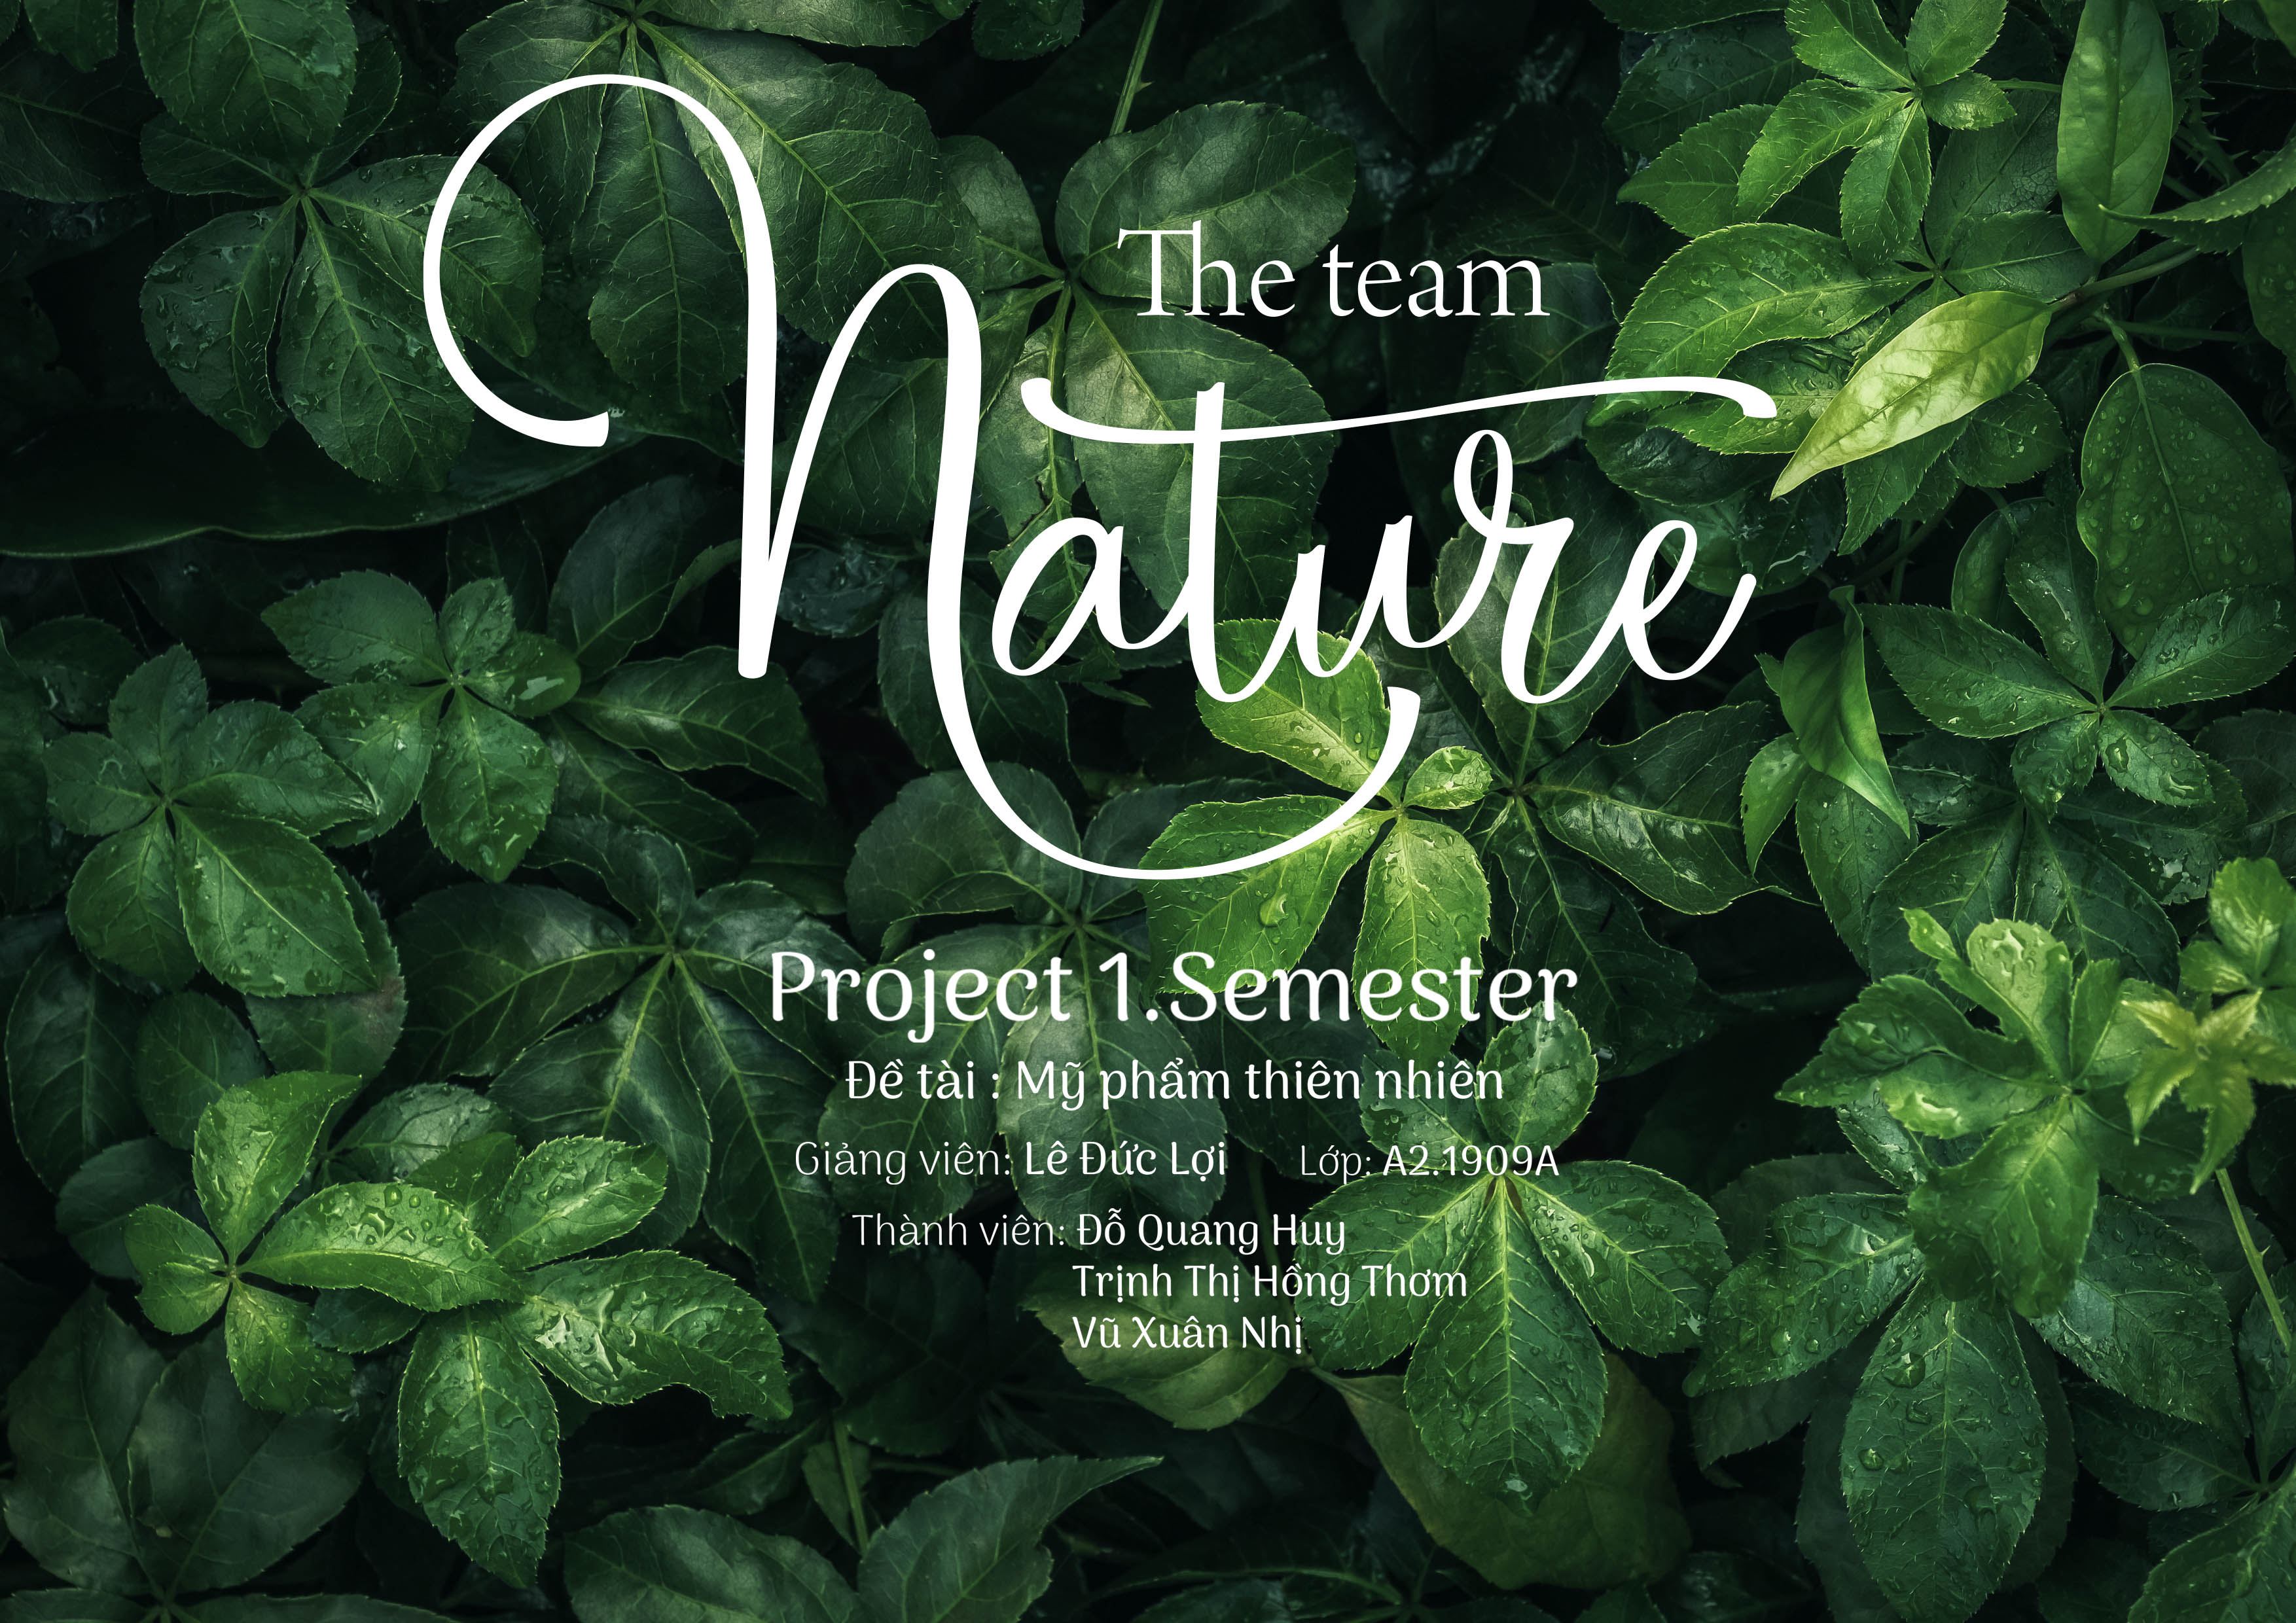 The team
Nature
Project 1.Semester
Đề tài : Mỹ phẩm thiên nhiên
Giảng viên: Lê Đức Lợi Lớp: A2.1909A
Thành viên: Đỗ Quang Huy
Trịnh Thị Hồng Thơm
Vũ Xuân Nhị